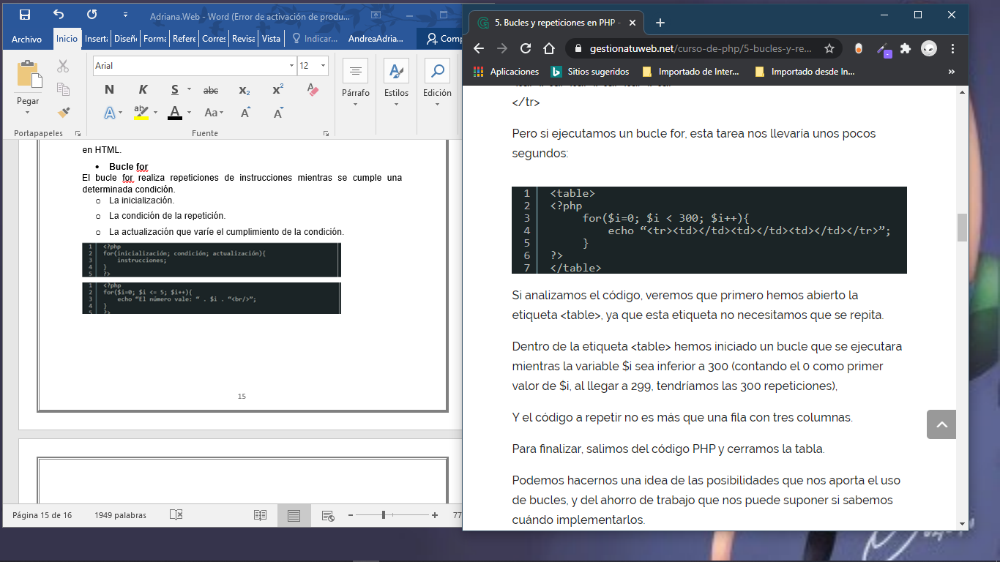 Adriana.Web - Word (Error de activación de produ...
Archivo Inicio Insert Diseñ Forma Refere Corres Revisa Vista Indicar... AndreaAdria... Comp
Pegar
Portapapeles
Arial 12
N K S abc x₂ x²
A ab A Aa A A
Fuente
Párrafo
Estilos
Edición
en HTML.
• Bucle for
El bucle for realiza repeticiones de instrucciones mientras se cumple una
determinada condición.
o La inicialización.
o La condición de la repetición.
o La actualización que varíe el cumplimiento de la condición.
1 <?php
2 for(inicialización; condición; actualización){
3 instrucciones;
4 }
5 ?>
1 <?php
2 for($i=0; $i <= 5; $i++){
3 echo “El número vale: “ . $i . “<br/>”;
4 }
5 ?>
15
Página 15 de 16 1949 palabras 77
5. Bucles y repeticiones en PHP -
gestionatuweb.net/curso-de-php/5-bucles-y-re...
Aplicaciones Sitios sugeridos Importado de Inter... Importado desde In... »
</tr>
Pero si ejecutamos un bucle for, esta tarea nos llevaría unos pocos
segundos:
1 <table>
2 <?php
3 for($i=0; $i < 300; $i++){
4 echo “<tr><td></td><td></td><td></td></tr>”;
5 }
6 ?>
7 </table>
Si analizamos el código, veremos que primero hemos abierto la
etiqueta <table>, ya que esta etiqueta no necesitamos que se repita.
Dentro de la etiqueta <table> hemos iniciado un bucle que se ejecutara
mientras la variable $i sea inferior a 300 (contando el 0 como primer
valor de $i, al llegar a 299, tendríamos las 300 repeticiones),
Y el código a repetir no es más que una fila con tres columnas.
Para finalizar, salimos del código PHP y cerramos la tabla.
Podemos hacernos una idea de las posibilidades que nos aporta el uso
de bucles, y del ahorro de trabajo que nos puede suponer si sabemos
cuándo implementarlos.